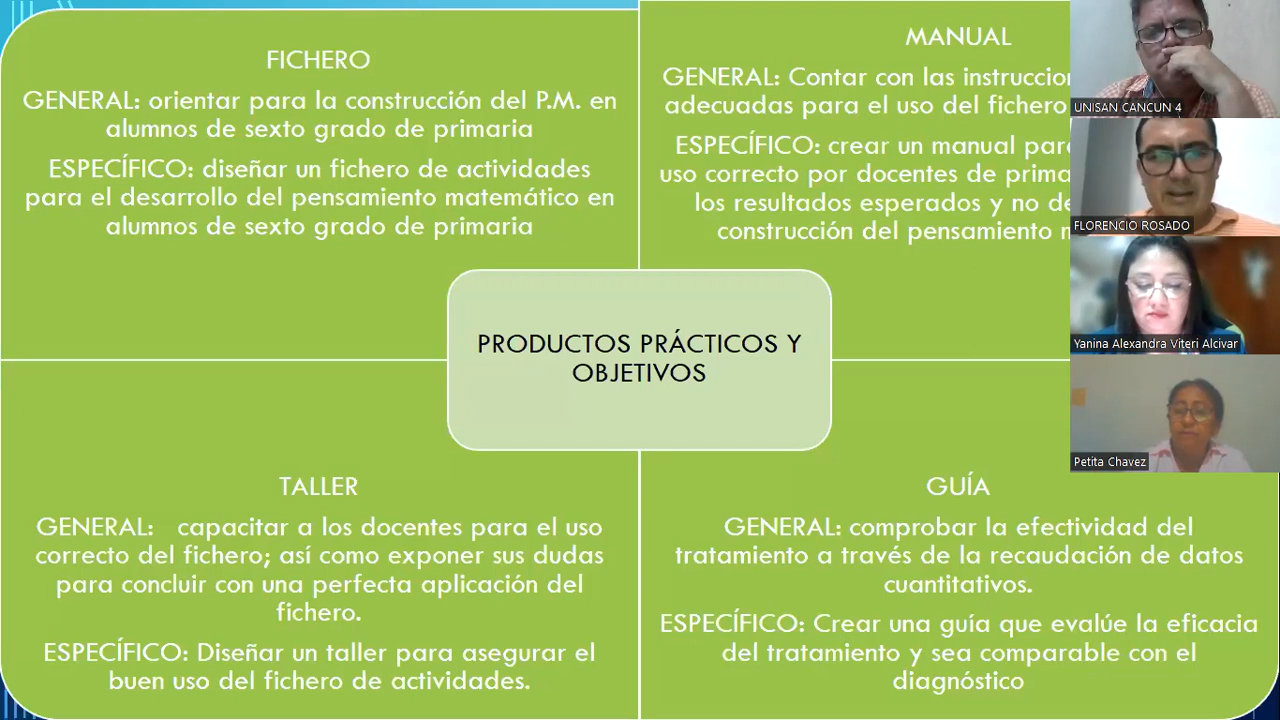 FICHERO
GENERAL: orientar para la construcción del P.M. en
alumnos de sexto grado de primaria
ESPECÍFICO: diseñar un fichero de actividades
para el desarrollo del pensamiento matemático en
alumnos de sexto grado de primaria
MANUAL
GENERAL: Contar con las
adecuadas para el uso del fichero
ESPECÍFICO: crear un manual
uso correcto por docentes de
los resultados esperados y no
construcción del pensamiento
PRODUCTOS PRÁCTICOS Y
OBJETIVOS
TALLER
GENERAL: capacitar a los docentes para el uso
correcto del fichero; así como exponer sus dudas
para concluir con una perfecta aplicación del
fichero.
ESPECÍFICO: Diseñar un taller para asegurar el
buen uso del fichero de actividades.
GUÍA
GENERAL: comprobar la efectividad del
tratamiento a través de la recaudación de datos
cuantitativos.
ESPECÍFICO: Crear una guía que evalúe la eficacia
del tratamiento y sea comparable con el
diagnóstico
UNISAN CANCUN 4
FLORENCIO ROSADO
Yanina Alexandra Viteri Alcivar
Petita Chavez